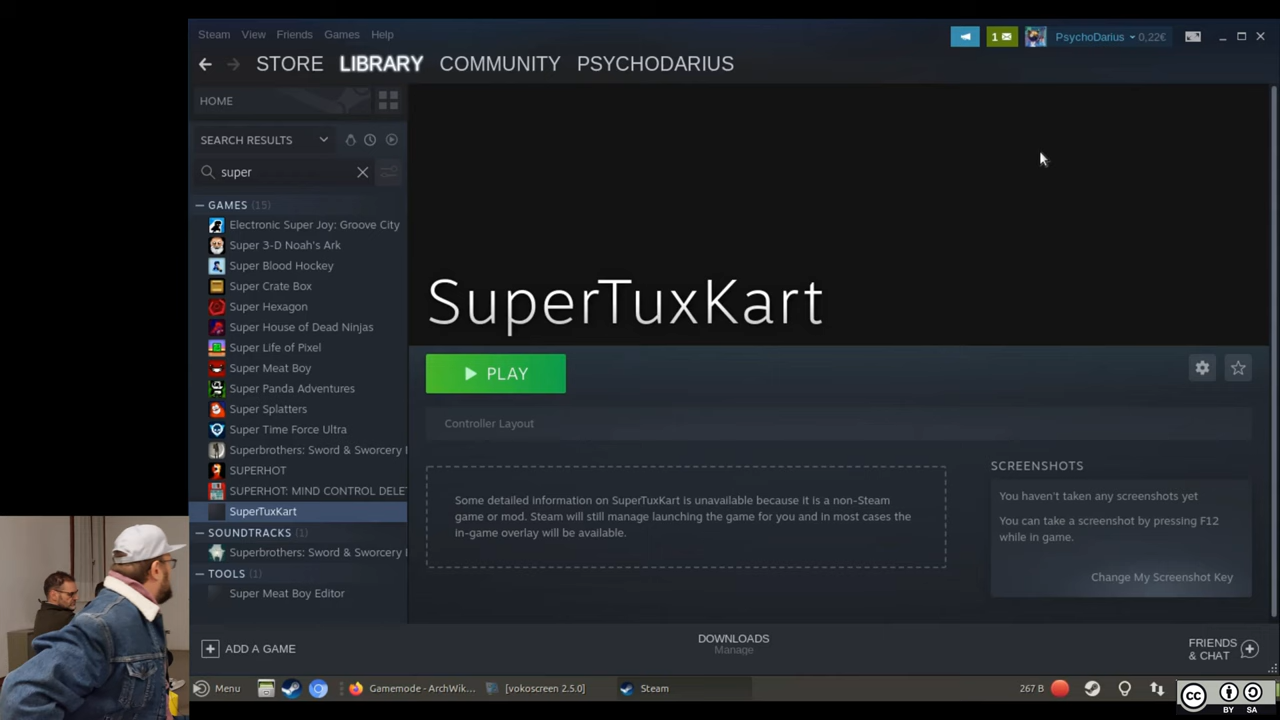 Steam View Friends Games Help
1 PsychoDarius 0,22€
STORE LIBRARY COMMUNITY PSYCHODARIUS
HOME
SEARCH RESULTS
super
GAMES (15)
Electronic Super Joy: Groove City
Super 3-D Noah's Ark
Super Blood Hockey
Super Crate Box
Super Hexagon
Super House of Dead Ninjas
Super Life of Pixel
Super Meat Boy
Super Panda Adventures
Super Splatters
Super Time Force Ultra
Superbrothers: Sword & Sworcery
SUPERHOT
SUPERHOT: MIND CONTROL DELET
SuperTuxKart
SOUNDTRACKS (1)
Superbrothers: Sword & Sworcery
TOOLS (1)
Super Meat Boy Editor
SuperTuxKart
PLAY
Controller Layout
Some detailed information on SuperTuxKart is unavailable because it is a non-Steam
game or mod. Steam will still manage launching the game for you and in most cases the
in-game overlay will be available.
SCREENSHOTS
You haven't taken any screenshots yet
You can take a screenshot by pressing F12
while in game.
Change My Screenshot Key
ADD A GAME
DOWNLOADS
Manage
FRIENDS
& CHAT
Menu Gamemode - ArchWik... [vokoscreen 2.5.0] Steam 267 B
CC BY SA